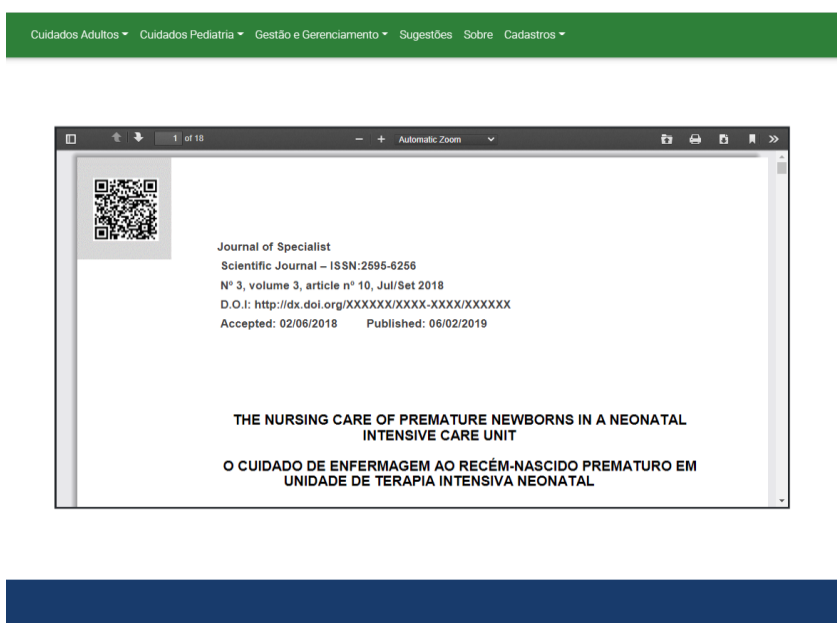 Cuidados Adultos Cuidados Pediatria Gestão e Gerenciamento Sugestões Sobre Cadastros
1 of 18 Automatic Zoom
Journal of Specialist
Scientific Journal – ISSN:2595-6256
Nº 3, volume 3, article nº 10, Jul/Set 2018
D.O.I: http://dx.doi.org/XXXXXX/XXXX-XXXX/XXXXXX
Accepted: 02/06/2018 Published: 06/02/2019
THE NURSING CARE OF PREMATURE NEWBORNS IN A NEONATAL
INTENSIVE CARE UNIT
O CUIDADO DE ENFERMAGEM AO RECÉM-NASCIDO PREMATURO EM
UNIDADE DE TERAPIA INTENSIVA NEONATAL